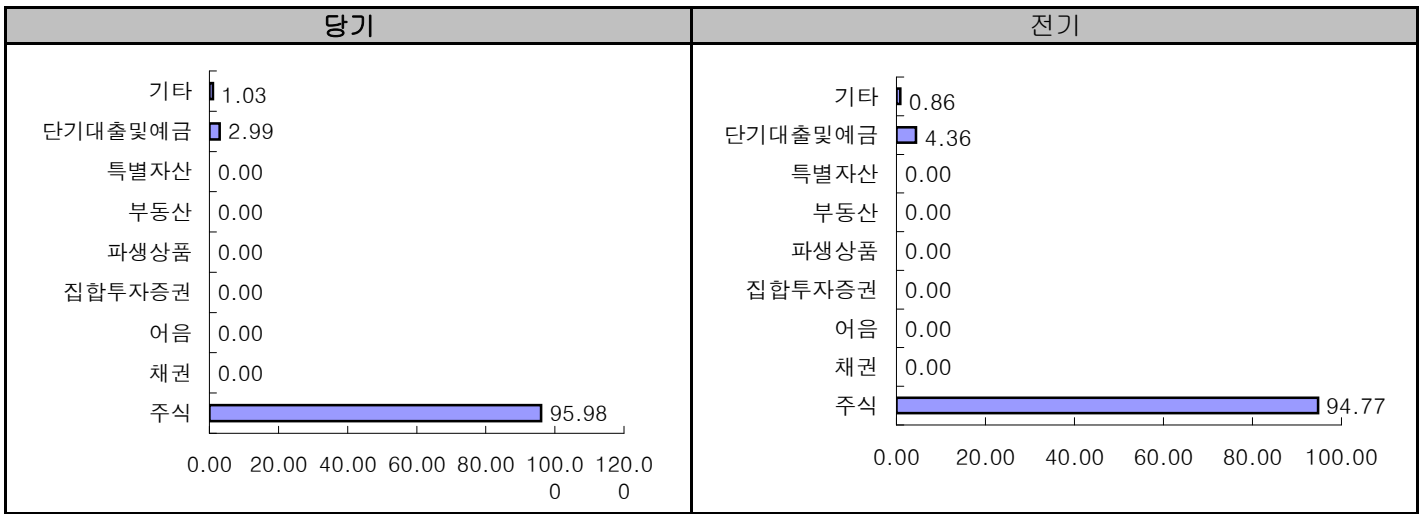 당기
전기
기타 1.03
단기대출및예금 2.99
특별자산 0.00
부동산 0.00
파생상품 0.00
집합투자증권 0.00
어음 0.00
채권 0.00
주식 95.98
0.00 20.00 40.00 60.00 80.00 100.0 120.0
0 0
기타 0.86
단기대출및예금 4.36
특별자산 0.00
부동산 0.00
파생상품 0.00
집합투자증권 0.00
어음 0.00
채권 0.00
주식 94.77
0.00 20.00 40.00 60.00 80.00 100.00